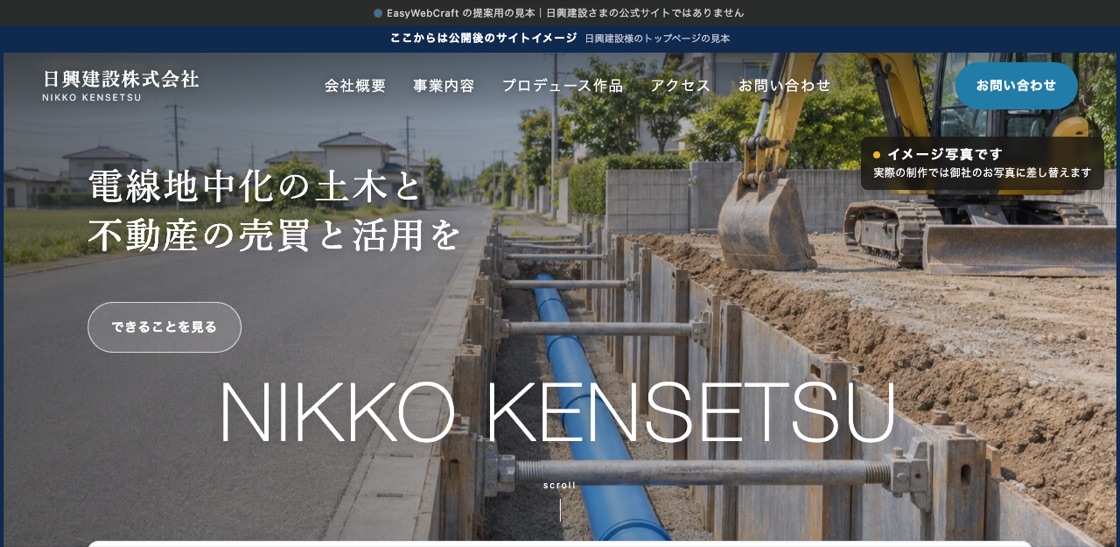 EasyWebCraft の提案用の見本｜日興建設さまの公式サイトではありません
ここからは公開後のサイトイメージ 日興建設様のトップページの見本
日興建設株式会社
NIKKO KENSETSU
会社概要 事業内容 プロデュース作品 アクセス お問い合わせ
お問い合わせ
イメージ写真です
実際の制作では御社のお写真に差し替えます
電線地中化の土木と
不動産の売買と活用を
できることを見る
NIKKO KENSETSU
scroll